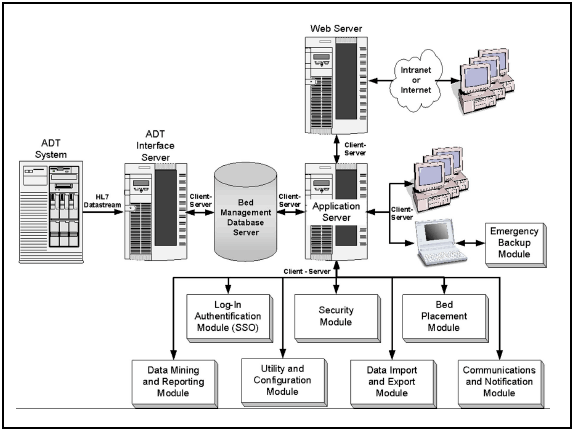 Web Server
Intranet
or
Internet
Client-
Server
ADT
System
HL7
Datastream
ADT
Interface
Server
Client-
Server
Bed
Management
Database
Server
Client-
Server
Application
Server
Client-
Server
Emergency
Backup
Module
Client - Server
Log-In
Authentification
Module (SSO)
Security
Module
Bed
Placement
Module
Data Mining
and Reporting
Module
Utility and
Configuration
Module
Data Import
and Export
Module
Communications
and Notification
Module